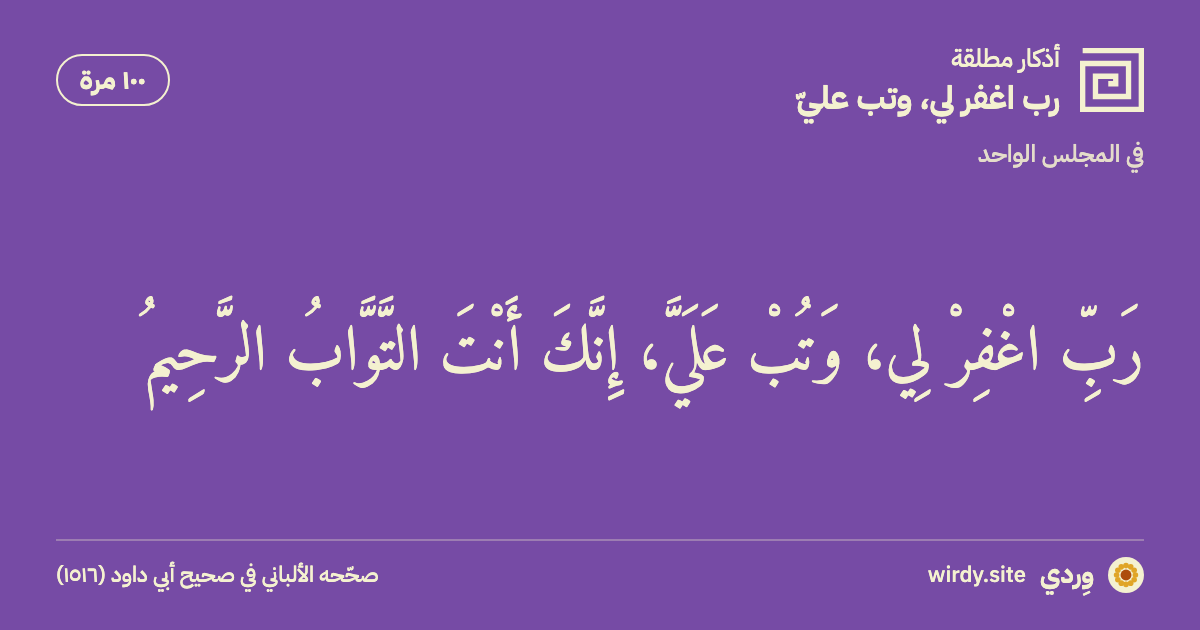 أذكار مطلقة
رب اغفر لي، وتب عليّ
١٠٠ مرة
في المجلس الواحد
رَبِّ اغْفِرْ لِي، وَتُبْ عَلَيَّ، إِنَّكَ أَنْتَ التَّوَّابُ الرَّحِيمُ
وِردي wirdy.site
صحّحه الألباني في صحيح أبي داود (١٥١٦)